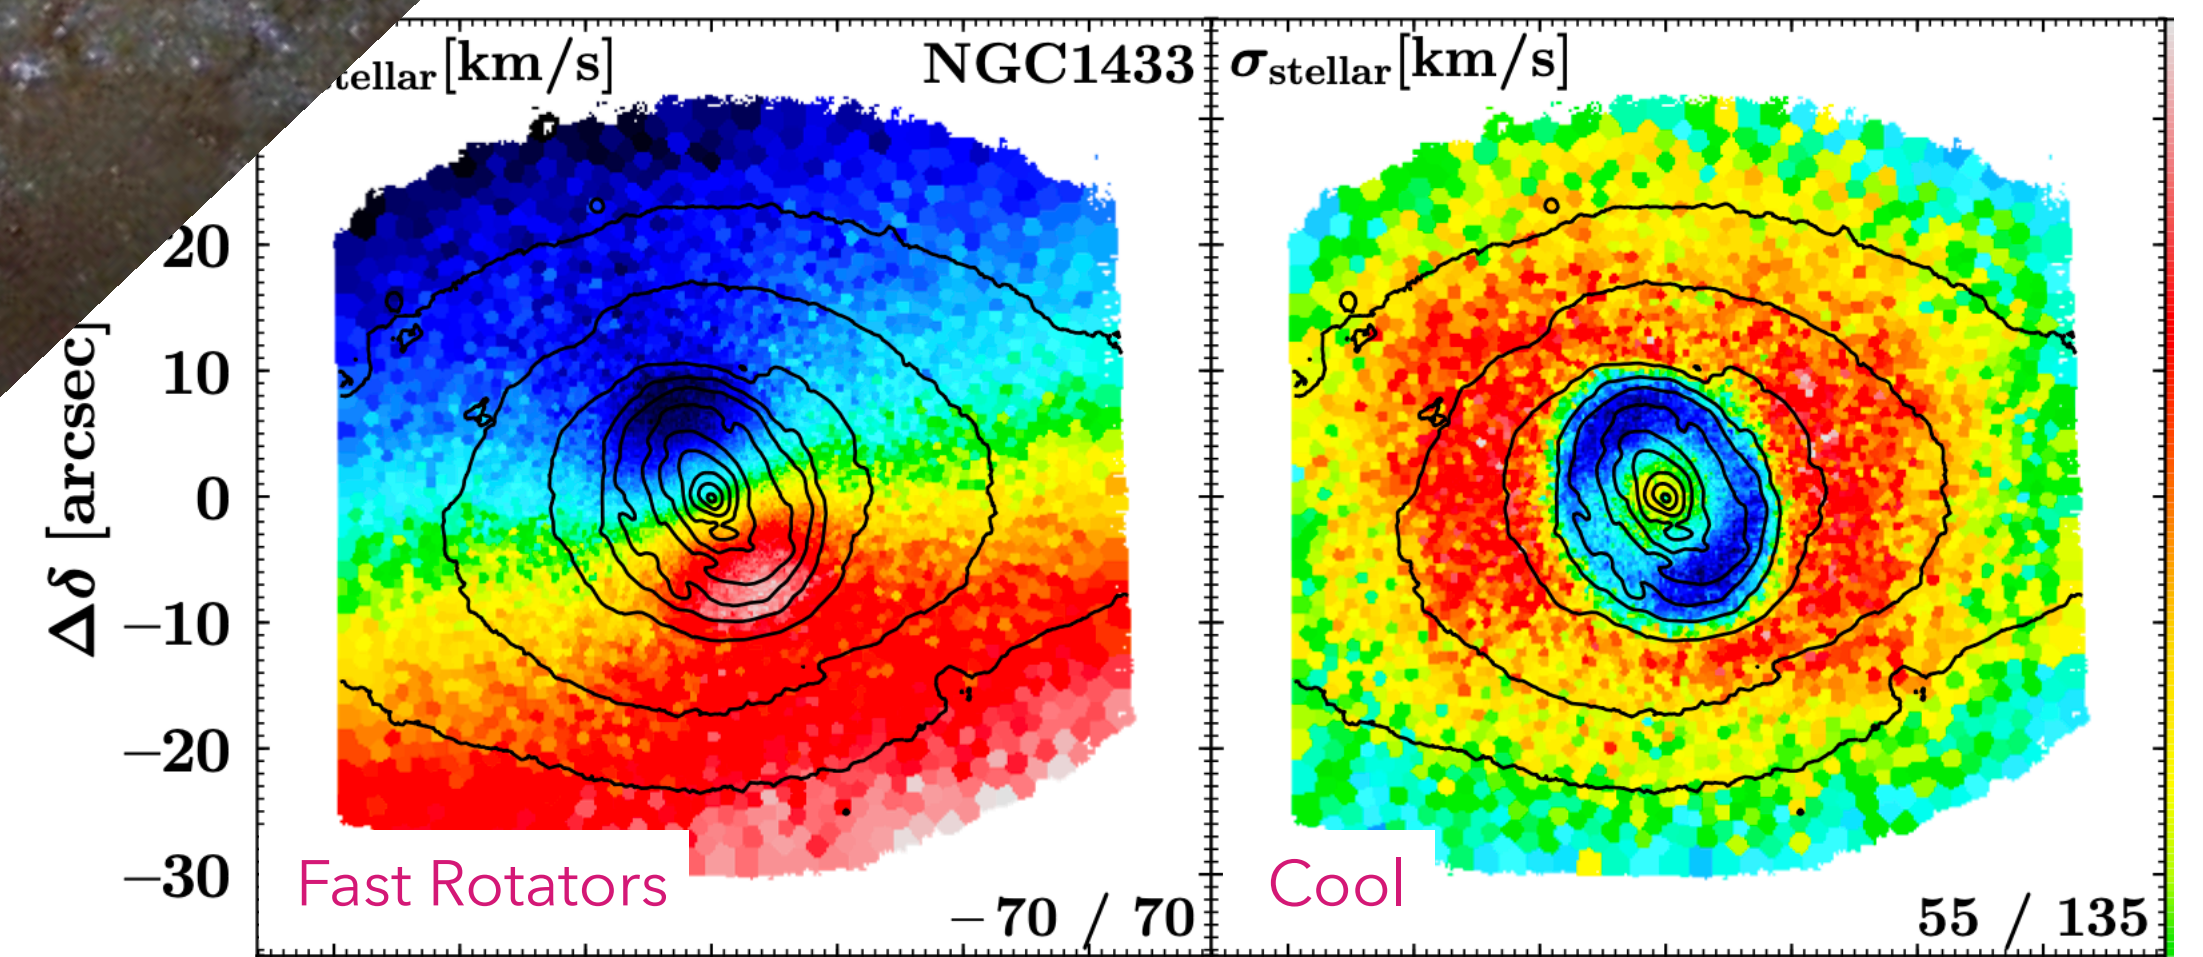 tellar[km/s]
NGC1433
σstellar[km/s]
20
10
0
−10
−20
−30
Δδ [arcsec]
Fast Rotators
−70 / 70
Cool
55 / 135